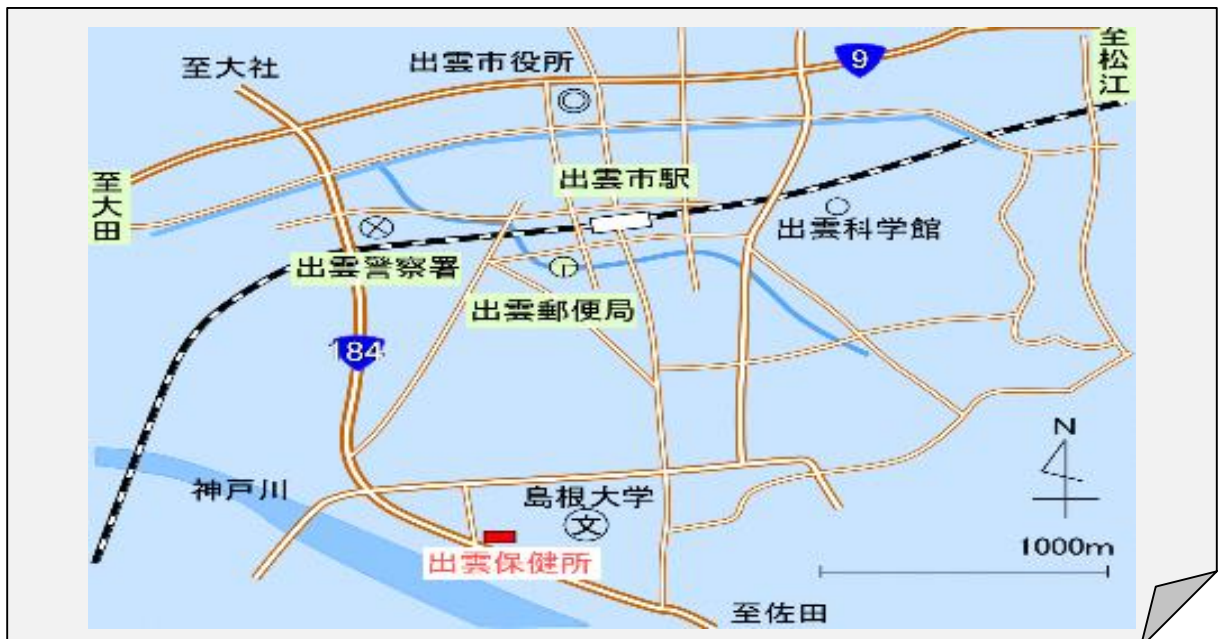 至大社
出雲市役所
9
至松江
至大田
出雲市駅
出雲科学館
出雲警察署
出雲郵便局
184
N
神戸川
島根大学
文
出雲保健所
1000m
至佐田